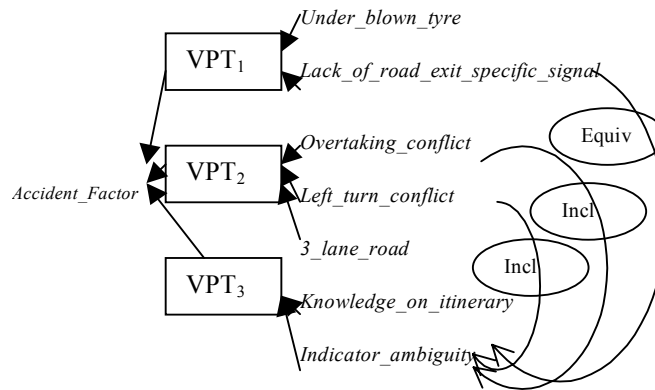 Under_blown_tyre
VPT1
Lack_of_road_exit_specific_signal
Equiv
Overtaking_conflict
VPT2
Accident_Factor
Left_turn_conflict
Incl
3_lane_road
Incl
VPT3
Knowledge_on_itinerary
Indicator_ambiguity